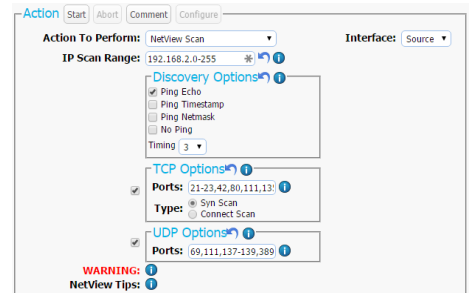 Action Start Abort Comment Configure
Action To Perform: NetView Scan Interface: Source
IP Scan Range: 192.168.2.0-255
Discovery Options
Ping Echo
Ping Timestamp
Ping Netmask
No Ping
Timing 3
TCP Options
Ports: 21-23,42,80,111,13
Type: Syn Scan
Connect Scan
UDP Options
Ports: 69,111,137-139,389
WARNING:
NetView Tips: